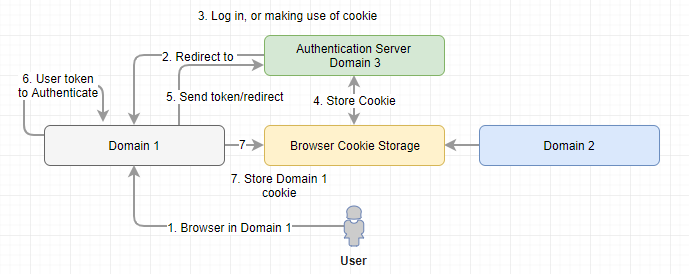 3. Log in, or making use of cookie
Authentication Server
Domain 3
2. Redirect to
6. User token
to Authenticate
5. Send token/redirect
4. Store Cookie
Domain 1
7
Browser Cookie Storage
Domain 2
7. Store Domain 1
cookie
1. Browser in Domain 1
User